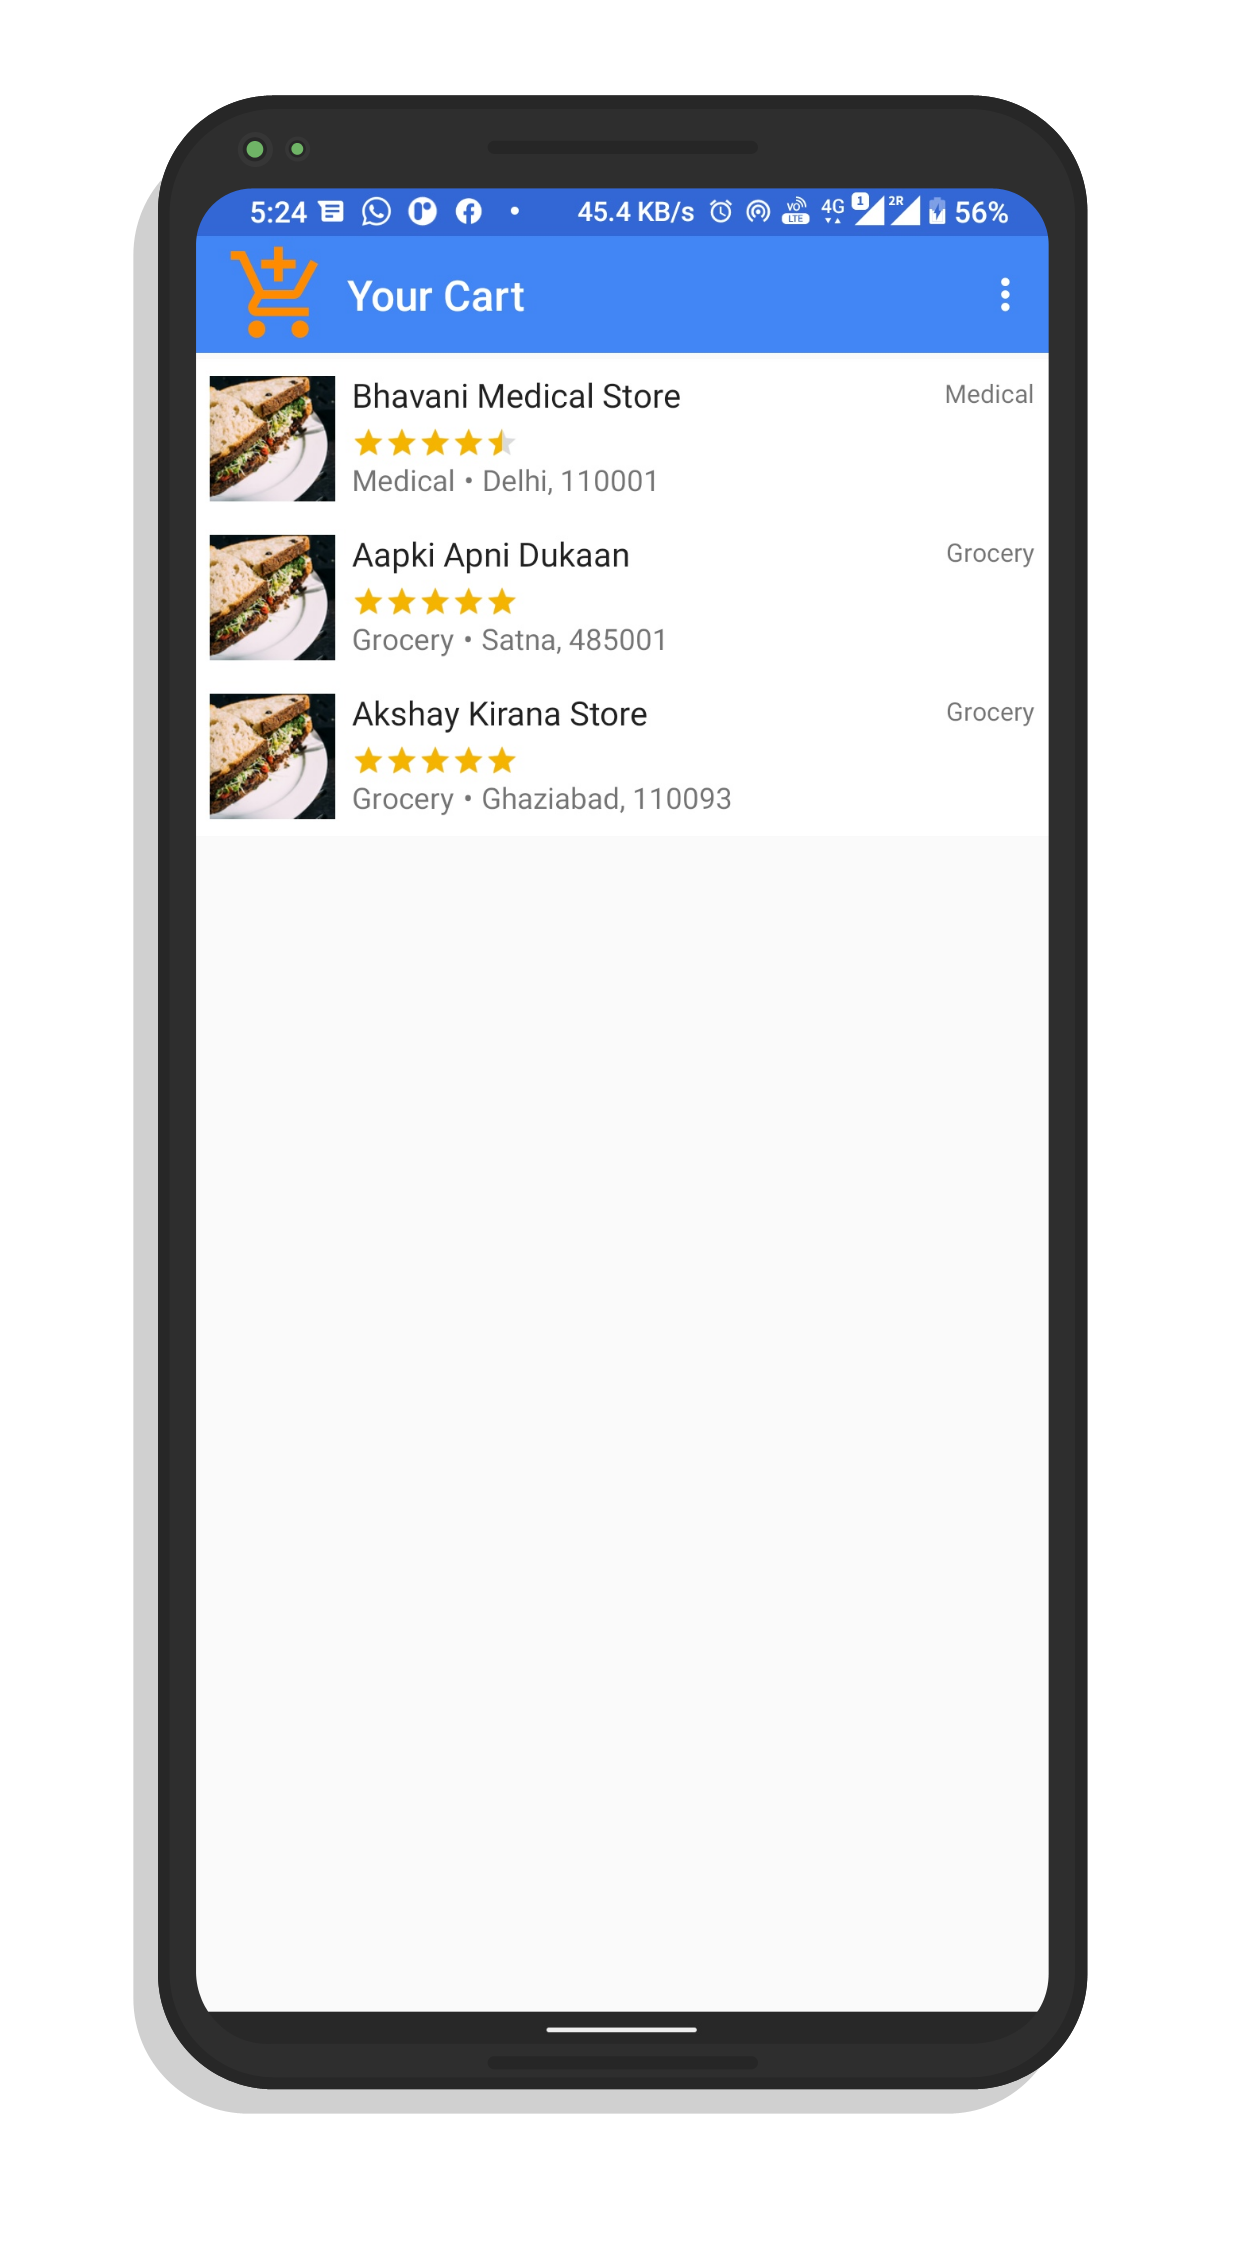 5:24 45.4 KB/s VO LTE 4G 1 2R 56%
Your Cart
Bhavani Medical Store Medical
Medical • Delhi, 110001
Aapki Apni Dukaan Grocery
Grocery • Satna, 485001
Akshay Kirana Store Grocery
Grocery • Ghaziabad, 110093